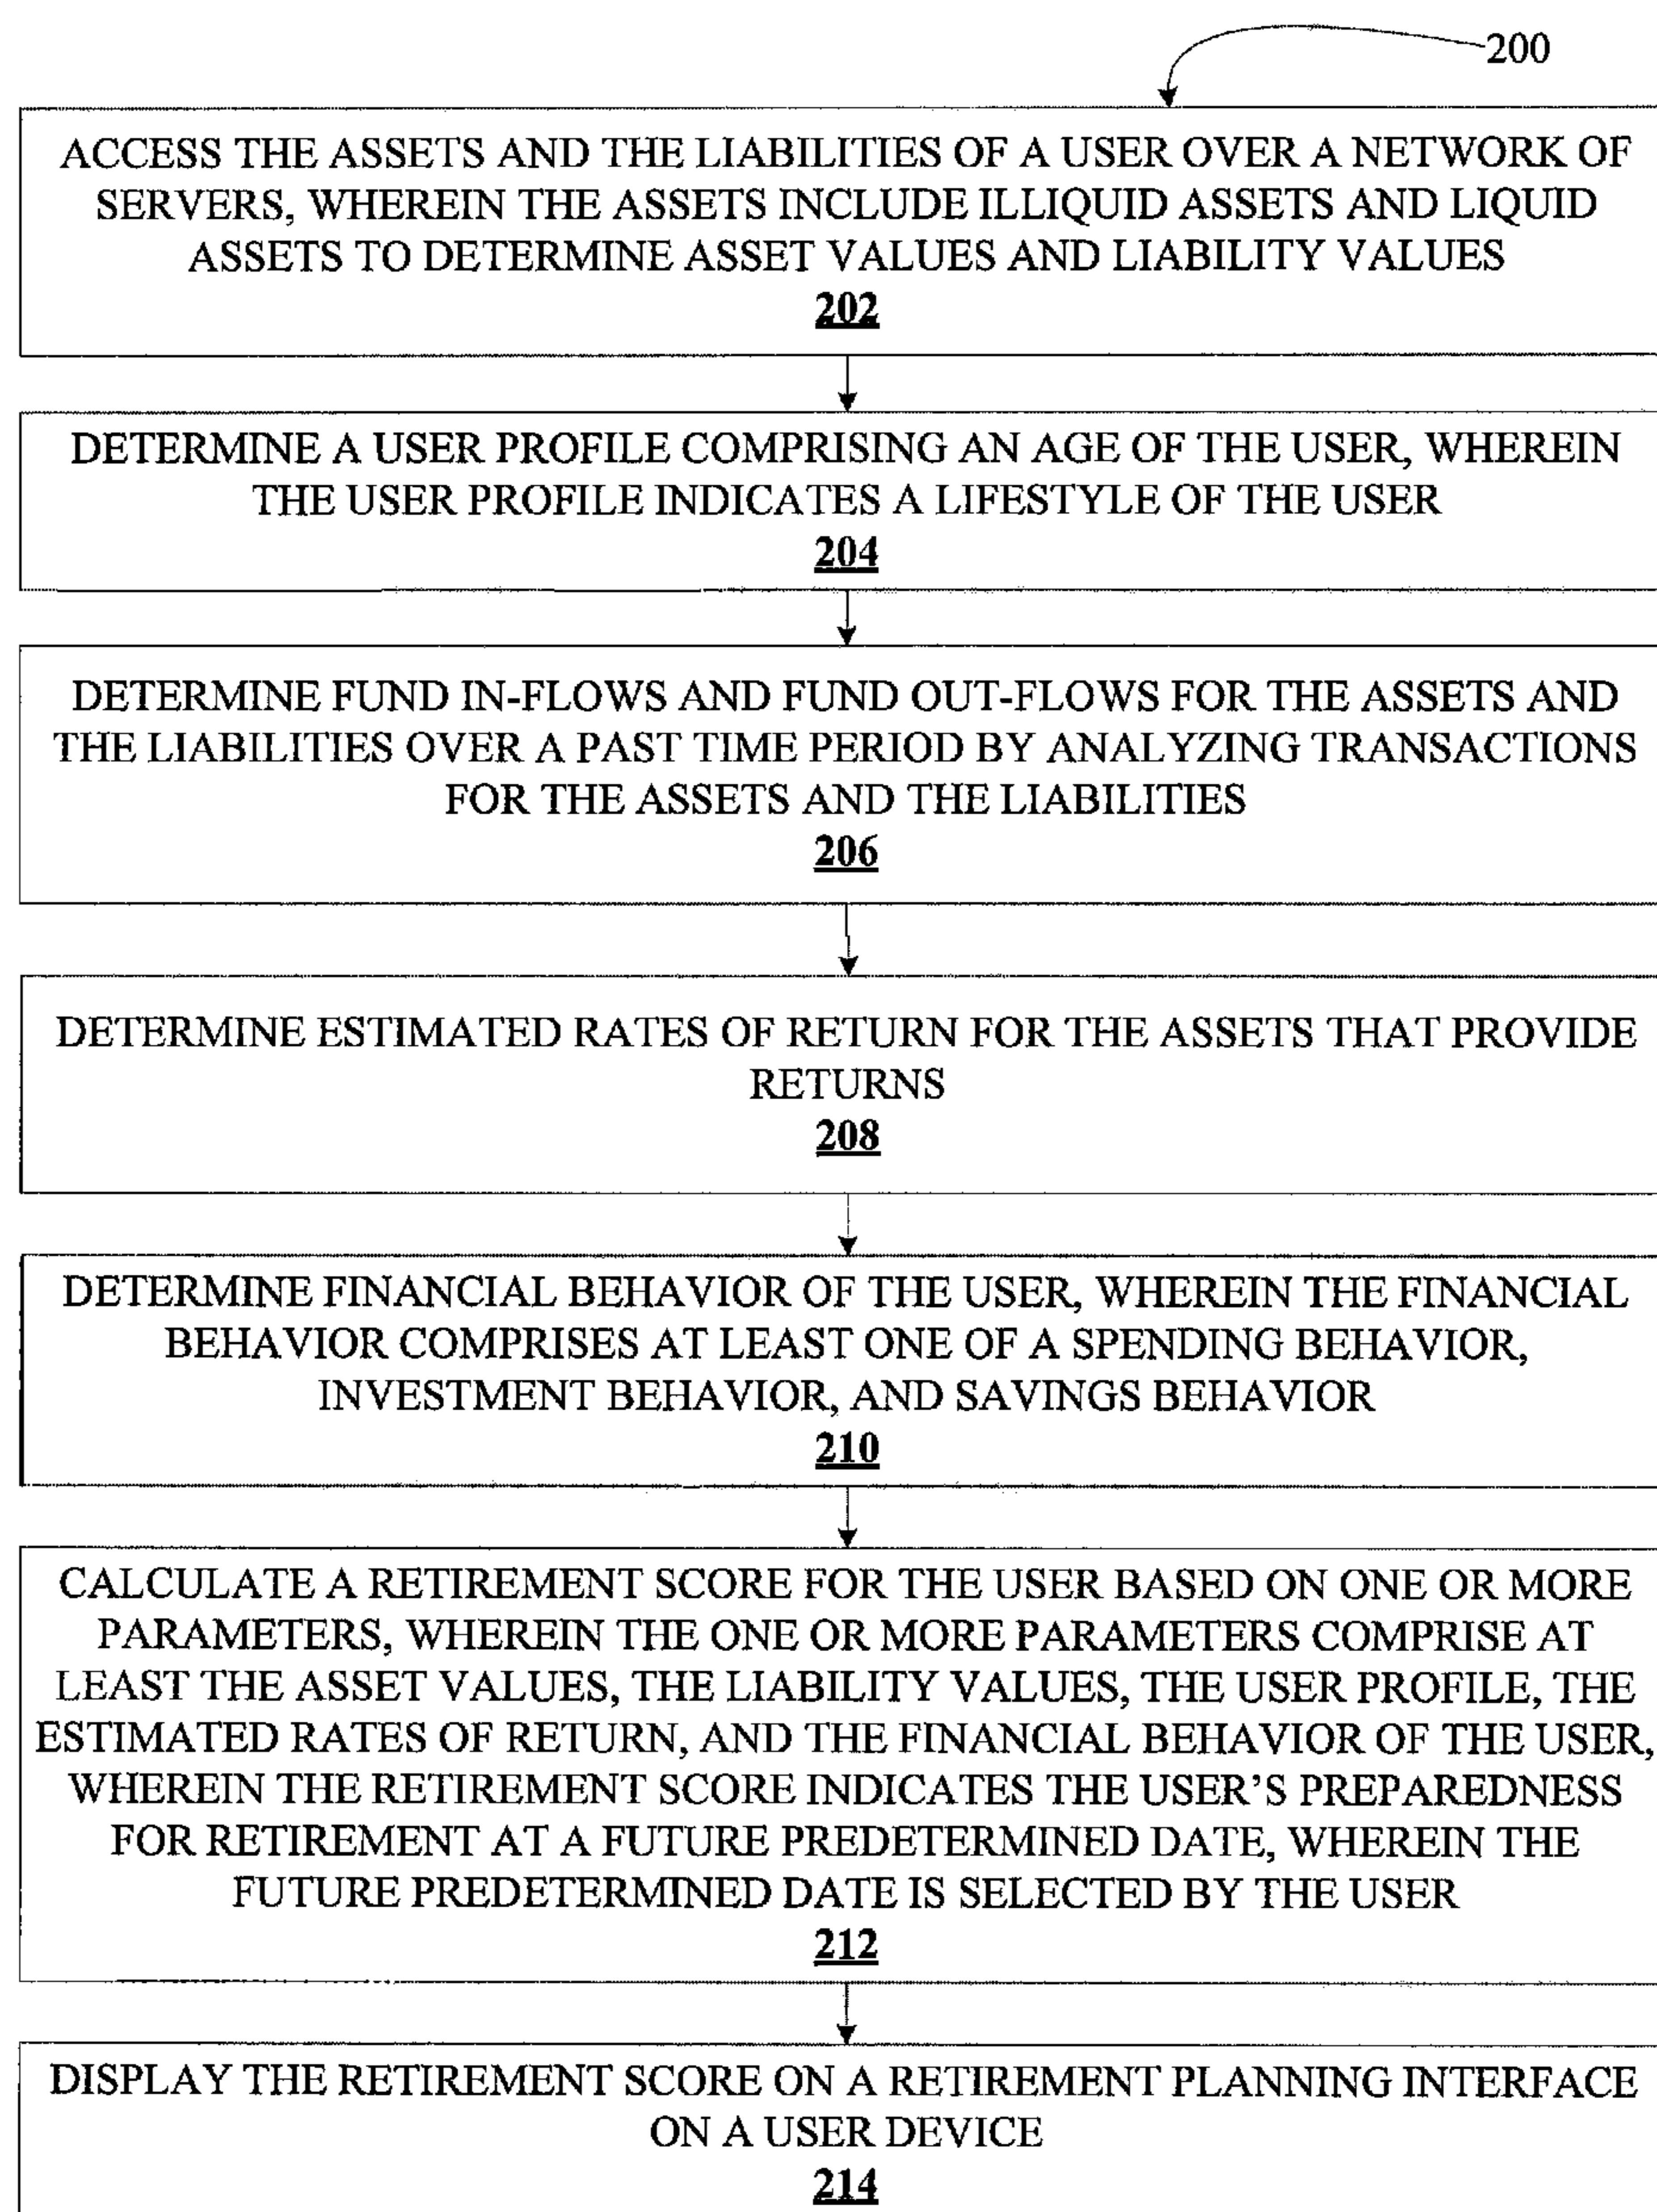 200
ACCESS THE ASSETS AND THE LIABILITIES OF A USER OVER A NETWORK OF
SERVERS, WHEREIN THE ASSETS INCLUDE ILLIQUID ASSETS AND LIQUID
ASSETS TO DETERMINE ASSET VALUES AND LIABILITY VALUES
202
DETERMINE A USER PROFILE COMPRISING AN AGE OF THE USER, WHEREIN
THE USER PROFILE INDICATES A LIFESTYLE OF THE USER
204
DETERMINE FUND IN-FLOWS AND FUND OUT-FLOWS FOR THE ASSETS AND
THE LIABILITIES OVER A PAST TIME PERIOD BY ANALYZING TRANSACTIONS
FOR THE ASSETS AND THE LIABILITIES
206
DETERMINE ESTIMATED RATES OF RETURN FOR THE ASSETS THAT PROVIDE
RETURNS
208
DETERMINE FINANCIAL BEHAVIOR OF THE USER, WHEREIN THE FINANCIAL
BEHAVIOR COMPRISES AT LEAST ONE OF A SPENDING BEHAVIOR,
INVESTMENT BEHAVIOR, AND SAVINGS BEHAVIOR
210
CALCULATE A RETIREMENT SCORE FOR THE USER BASED ON ONE OR MORE
PARAMETERS, WHEREIN THE ONE OR MORE PARAMETERS COMPRISE AT
LEAST THE ASSET VALUES, THE LIABILITY VALUES, THE USER PROFILE, THE
ESTIMATED RATES OF RETURN, AND THE FINANCIAL BEHAVIOR OF THE USER,
WHEREIN THE RETIREMENT SCORE INDICATES THE USER'S PREPAREDNESS
FOR RETIREMENT AT A FUTURE PREDETERMINED DATE, WHEREIN THE
FUTURE PREDETERMINED DATE IS SELECTED BY THE USER
212
DISPLAY THE RETIREMENT SCORE ON A RETIREMENT PLANNING INTERFACE
ON A USER DEVICE
214